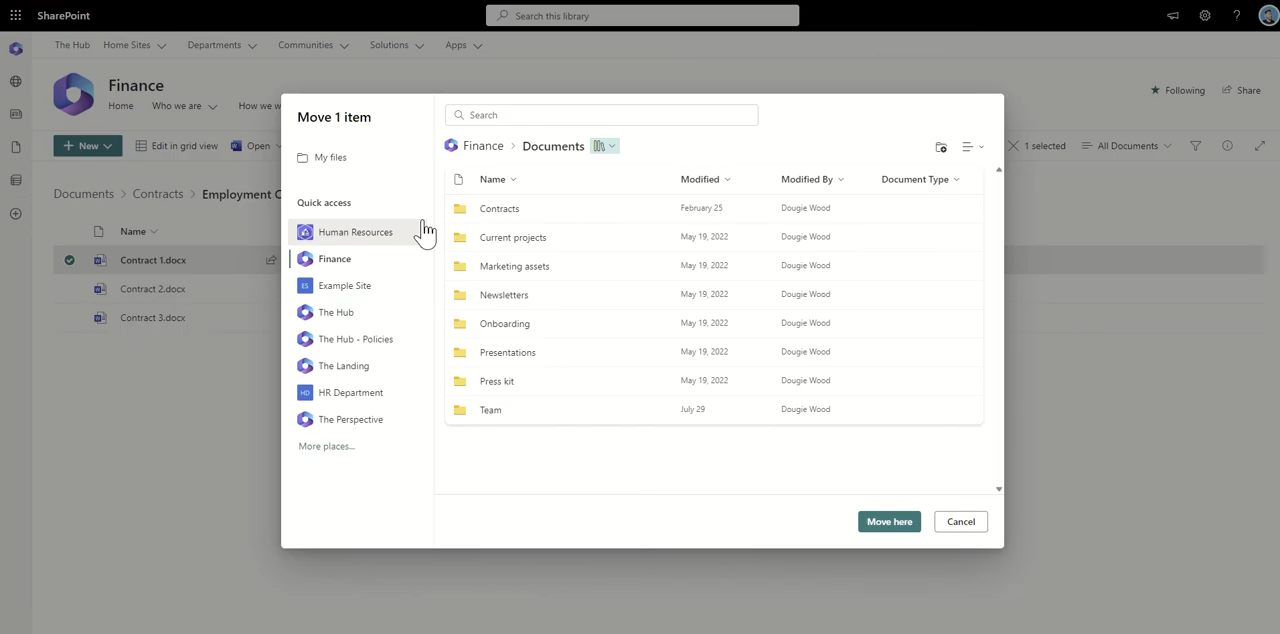 SharePoint
Search this library
The Hub Home Sites Departments Communities Solutions Apps
Finance
Home Who we are How we w
Following Share
+ New Edit in grid view Open 1 selected All Documents
Documents > Contracts > Employment C
Name
Contract 1.docx
Contract 2.docx
Contract 3.docx
Move 1 item
My files
Quick access
Human Resources
Finance
ES Example Site
The Hub
The Hub - Policies
The Landing
HD HR Department
The Perspective
More places...
Search
Finance > Documents
Name Modified Modified By Document Type
Contracts February 25 Dougie Wood
Current projects May 19, 2022 Dougie Wood
Marketing assets May 19, 2022 Dougie Wood
Newsletters May 19, 2022 Dougie Wood
Onboarding May 19, 2022 Dougie Wood
Presentations May 19, 2022 Dougie Wood
Press kit May 19, 2022 Dougie Wood
Team July 29 Dougie Wood
Move here Cancel